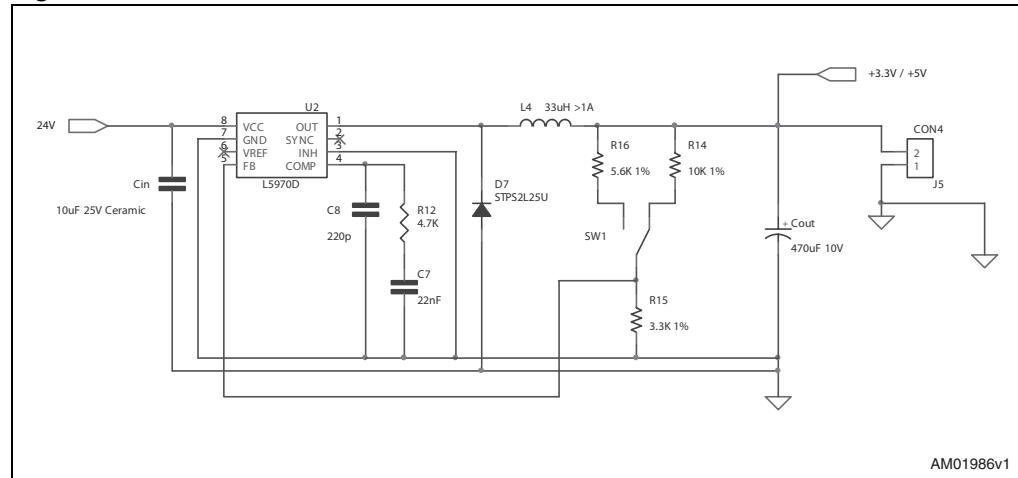 +3.3V / +5V
24V
U2
8 VCC OUT 1
7 GND SYNC 2
6 VREF INH 3
5 FB COMP 4
L5970D
L4 33uH >1A
R16
5.6K 1%
R14
10K 1%
CON4
2
1
J5
Cin
10uF 25V Ceramic
C8
220p
R12
4.7K
C7
22nF
D7
STPS2L25U
SW1
+ Cout
470uF 10V
R15
3.3K 1%
AM01986v1